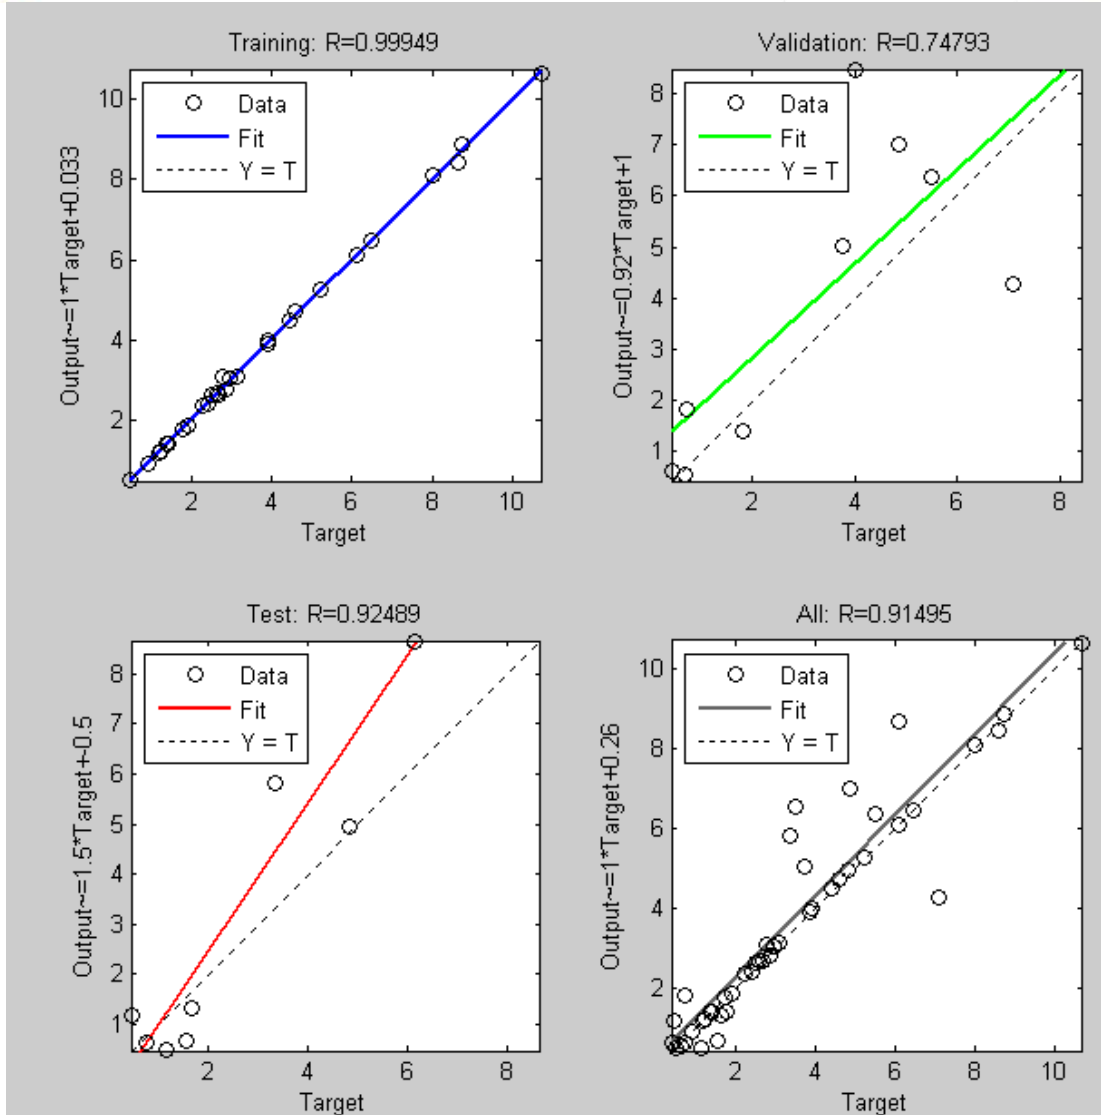 Training: R=0.99949
Output~=1*Target+0.033
10
8
6
4
2
Data
Fit
Y = T
2
4
6
8
10
Target
Validation: R=0.74793
Output~=0.92*Target+1
8
7
6
5
4
3
2
1
Data
Fit
Y = T
2
4
6
8
Target
Test: R=0.92489
Output~=1.5*Target+-0.5
8
7
6
5
4
3
2
1
Data
Fit
Y = T
2
4
6
8
Target
All: R=0.91495
Output~=1*Target+0.26
10
8
6
4
2
Data
Fit
Y = T
2
4
6
8
10
Target